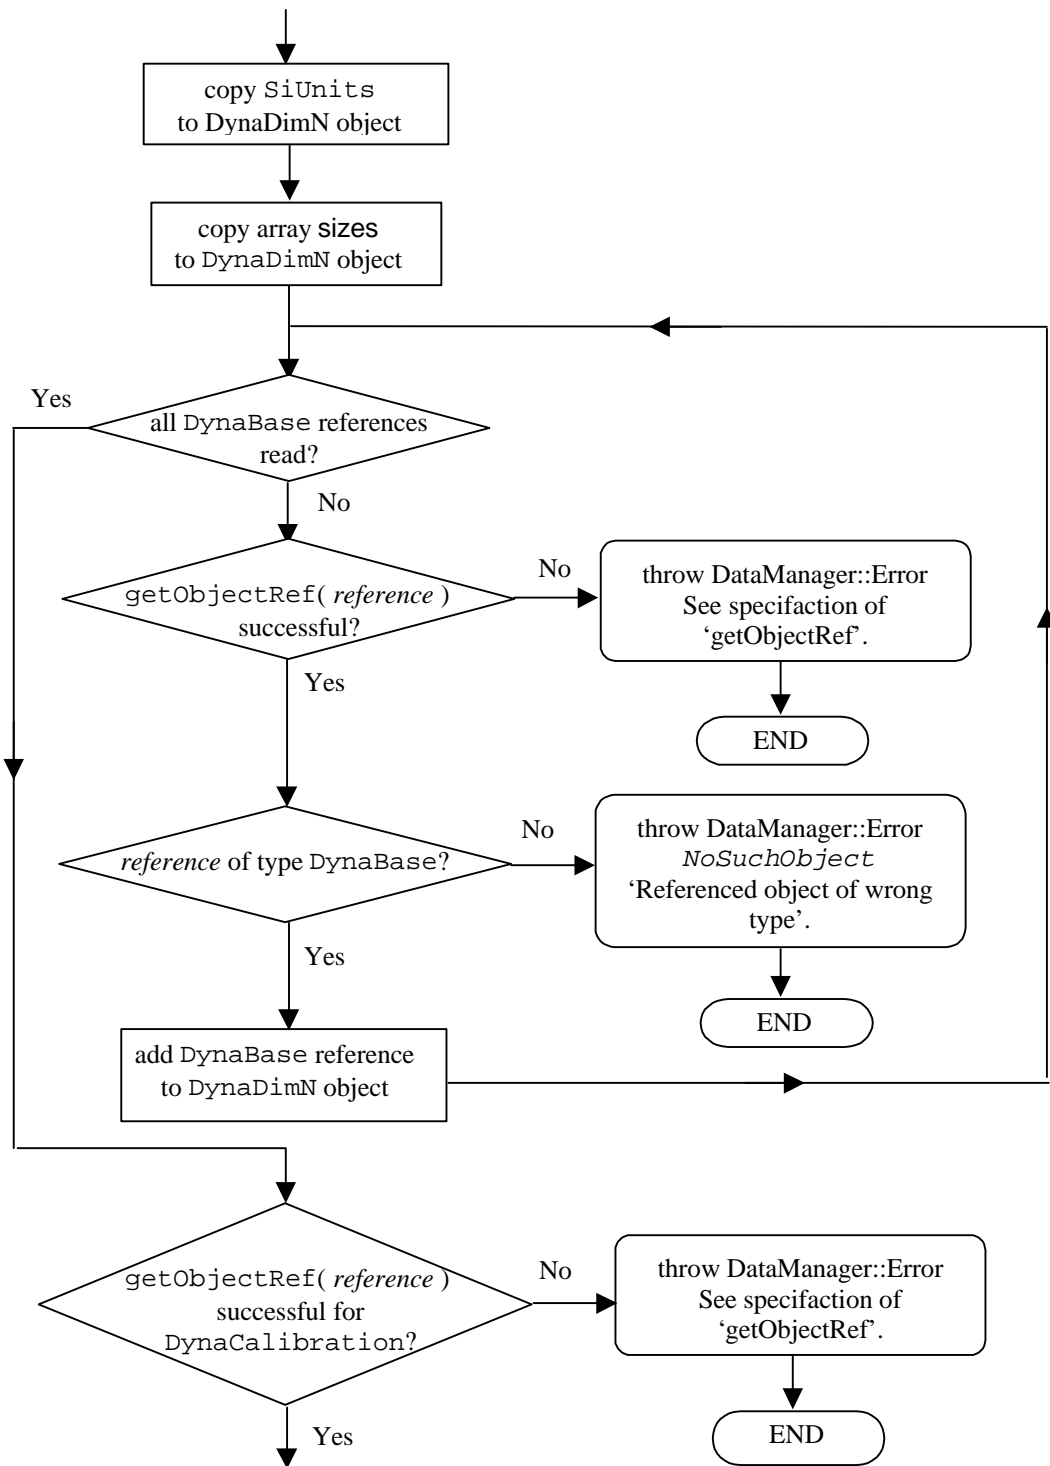 copy SiUnits
to DynaDimN object
copy array sizes
to DynaDimN object
Yes
all DynaBase references
read?
No
getObjectRef( reference )
successful?
No
throw DataManager::Error
See specifaction of
‘getObjectRef’.
Yes
END
reference of type DynaBase?
No
throw DataManager::Error
NoSuchObject
‘Referenced object of wrong
type’.
Yes
END
add DynaBase reference
to DynaDimN object
getObjectRef( reference )
successful for
DynaCalibration?
No
throw DataManager::Error
See specifaction of
‘getObjectRef’.
Yes
END